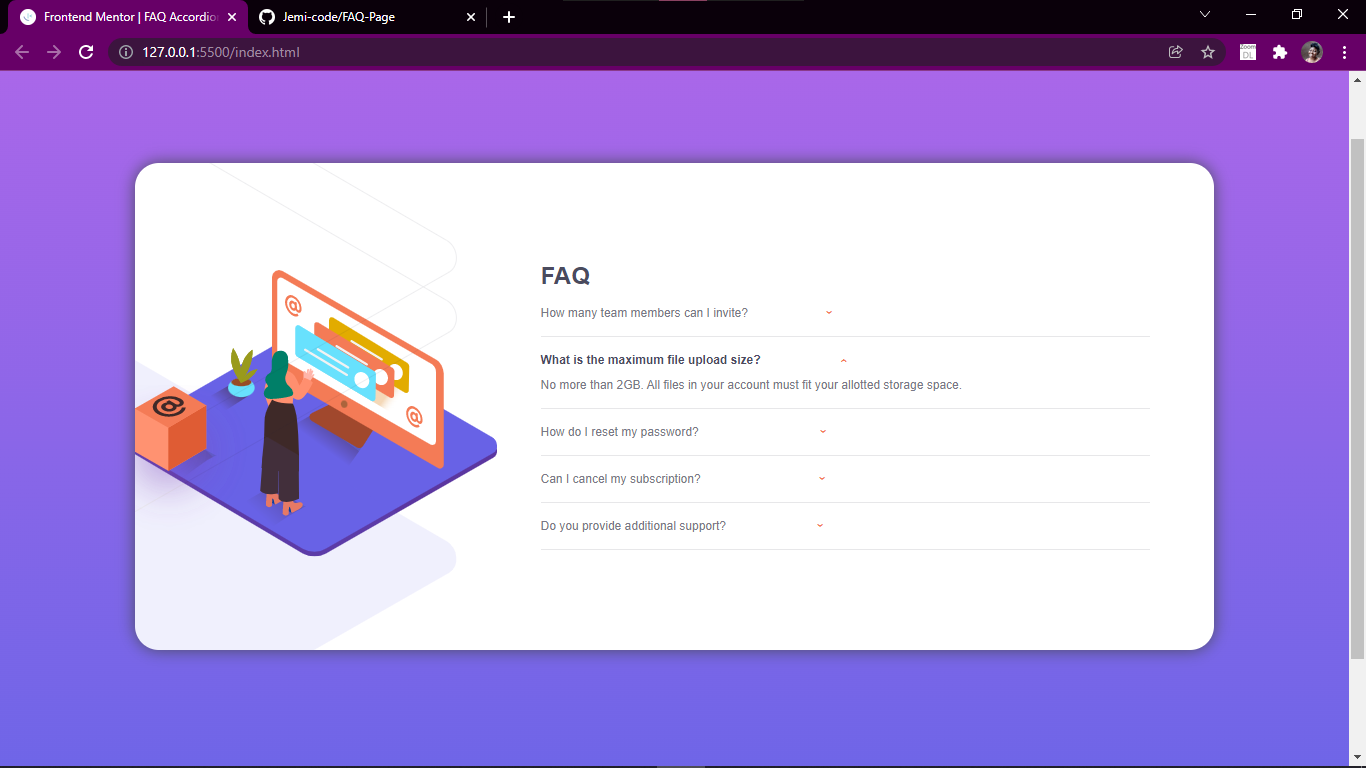 Frontend Mentor | FAQ Accordion
Jemi-code/FAQ-Page
127.0.0.1:5500/index.html
Zoom
DL
@
@
@
FAQ
How many team members can I invite?
What is the maximum file upload size?
No more than 2GB. All files in your account must fit your allotted storage space.
How do I reset my password?
Can I cancel my subscription?
Do you provide additional support?